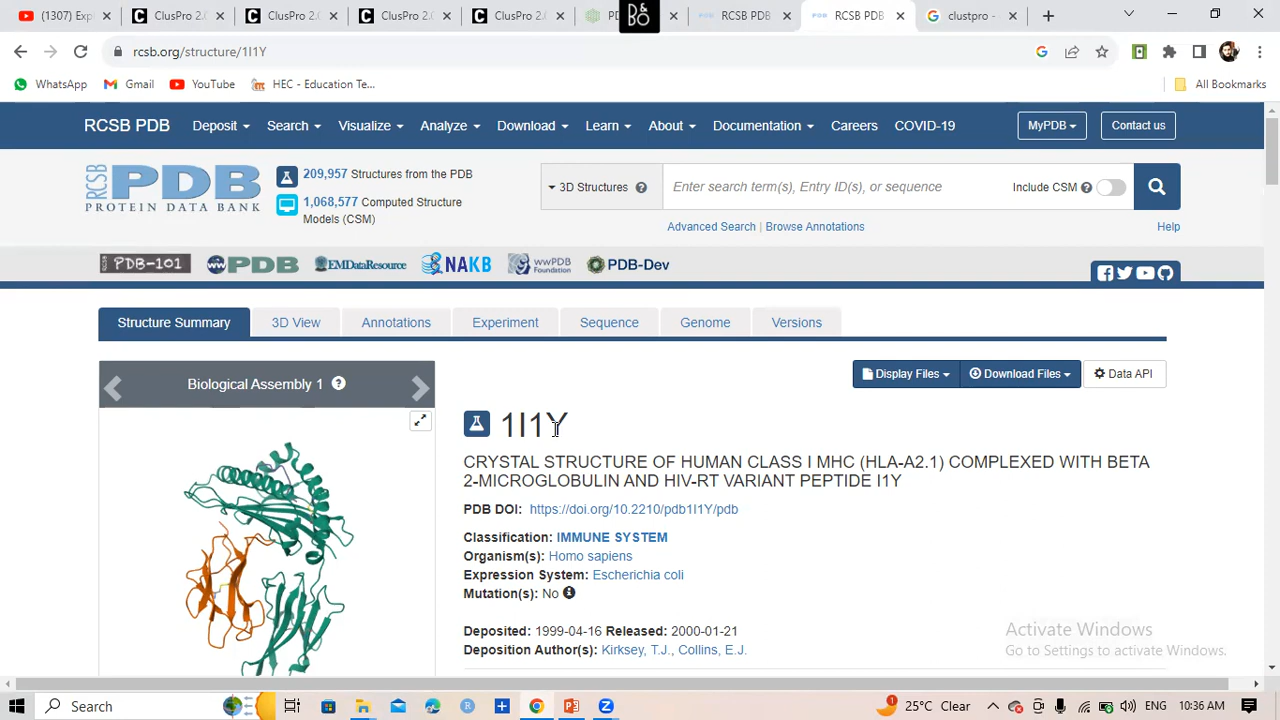 (1307) Exp
ClusPro 2.
ClusPro 2.0
ClusPro 2.0
ClusPro 2.0
B&O
RCSB PDB
RCSB PDB
clustpro -
rcsb.org/structure/1I1Y
WhatsApp
Gmail
YouTube
HEC - Education Te...
All Bookmarks
RCSB PDB
Deposit
Search
Visualize
Analyze
Download
Learn
About
Documentation
Careers
COVID-19
MyPDB
Contact us
RCSB PDB
PROTEIN DATA BANK
209,957 Structures from the PDB
1,068,577 Computed Structure
Models (CSM)
3D Structures
Enter search term(s), Entry ID(s), or sequence
Include CSM
Advanced Search | Browse Annotations
Help
PDB-101
wwPDB
EMDataResource
NAKB
wwPDB
Foundation
PDB-Dev
Structure Summary
3D View
Annotations
Experiment
Sequence
Genome
Versions
Biological Assembly 1
Display Files
Download Files
Data API
1I1Y
CRYSTAL STRUCTURE OF HUMAN CLASS I MHC (HLA-A2.1) COMPLEXED WITH BETA
2-MICROGLOBULIN AND HIV-RT VARIANT PEPTIDE I1Y
PDB DOI: https://doi.org/10.2210/pdb1I1Y/pdb
Classification: IMMUNE SYSTEM
Organism(s): Homo sapiens
Expression System: Escherichia coli
Mutation(s): No
Deposited: 1999-04-16 Released: 2000-01-21
Deposition Author(s): Kirksey, T.J., Collins, E.J.
Activate Windows
Go to Settings to activate Windows.
Search
1
25°C Clear
ENG
10:36 AM